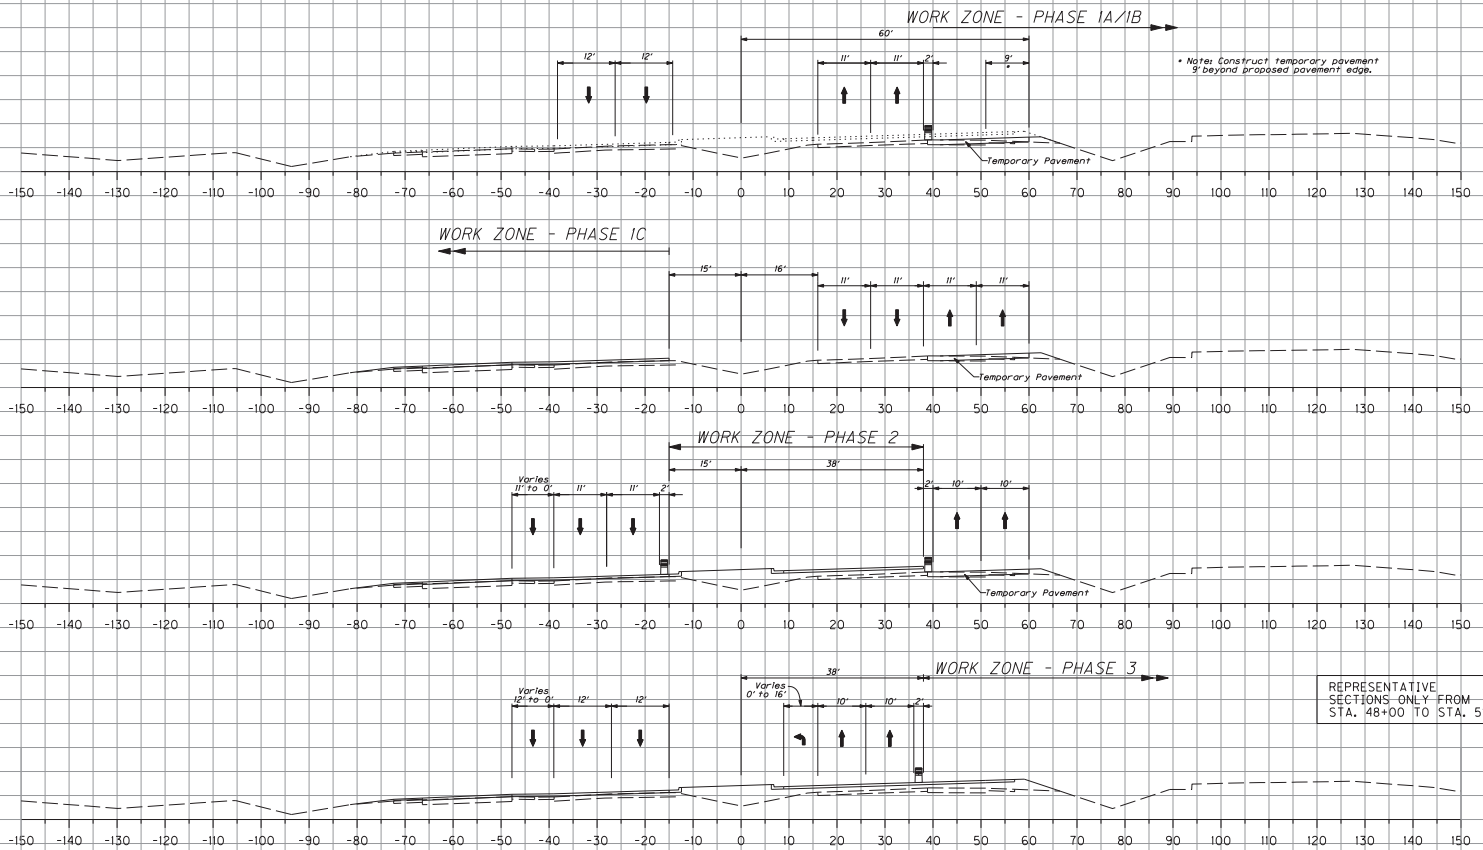 WORK ZONE - PHASE 1A/1B
60'
12' 12' 11' 11' 2' 9'
*
* Note: Construct temporary pavement
9' beyond proposed pavement edge.
Temporary Pavement
-150 -140 -130 -120 -110 -100 -90 -80 -70 -60 -50 -40 -30 -20 -10 0 10 20 30 40 50 60 70 80 90 100 110 120 130 140 150
WORK ZONE - PHASE 1C
15' 16'
11' 11' 11' 11'
Temporary Pavement
-150 -140 -130 -120 -110 -100 -90 -80 -70 -60 -50 -40 -30 -20 -10 0 10 20 30 40 50 60 70 80 90 100 110 120 130 140 150
WORK ZONE - PHASE 2
15' 38'
Varies
11' to 0' 11' 11' 2' 2' 10' 10'
Temporary Pavement
-150 -140 -130 -120 -110 -100 -90 -80 -70 -60 -50 -40 -30 -20 -10 0 10 20 30 40 50 60 70 80 90 100 110 120 130 140 150
WORK ZONE - PHASE 3
38'
Varies
12' to 0' 12' 12'
Varies
0' to 16' 10' 10' 2'
REPRESENTATIVE
SECTIONS ONLY FROM
STA. 48+00 TO STA. 5
-150 -140 -130 -120 -110 -100 -90 -80 -70 -60 -50 -40 -30 -20 -10 0 10 20 30 40 50 60 70 80 90 100 110 120 130 140 150